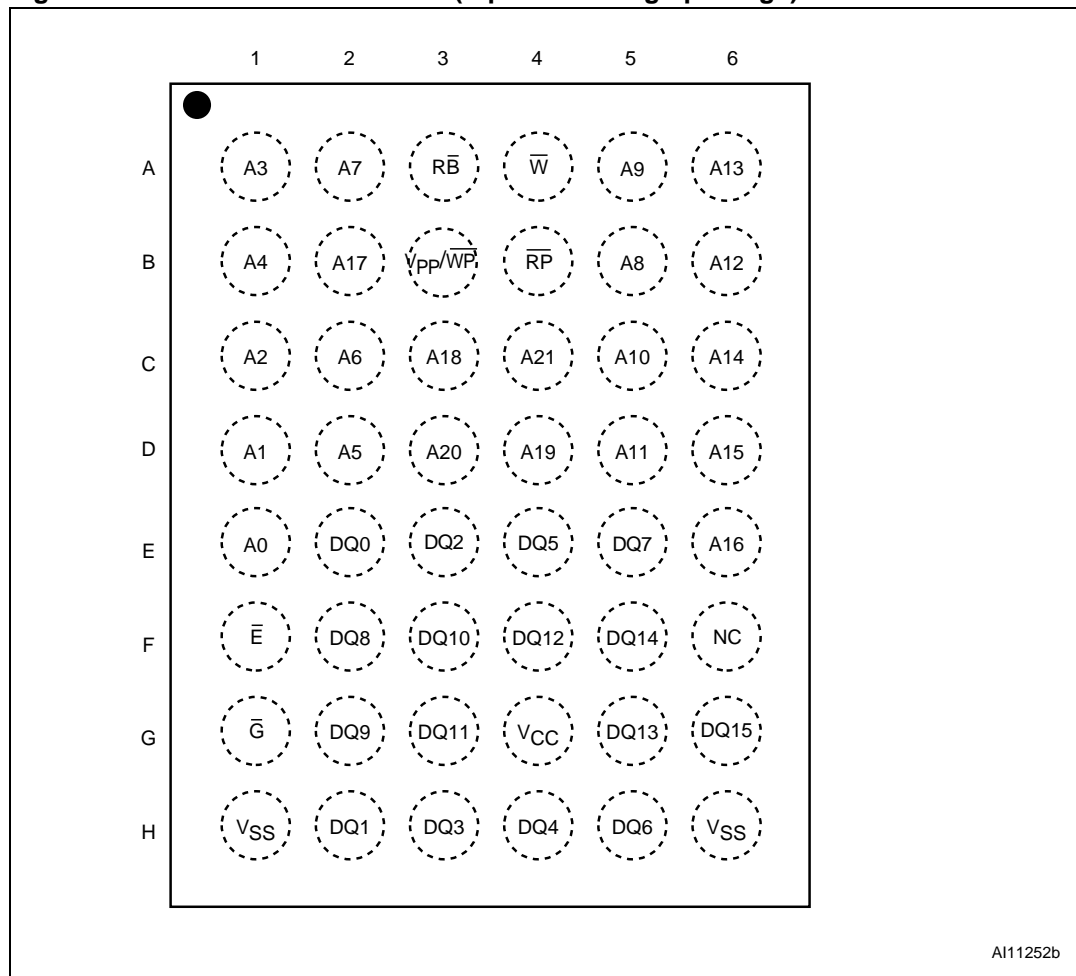 1 2 3 4 5 6
A A3 A7 RB̅ W̅ A9 A13
B A4 A17 VPP/W̅P̅ R̅P̅ A8 A12
C A2 A6 A18 A21 A10 A14
D A1 A5 A20 A19 A11 A15
E A0 DQ0 DQ2 DQ5 DQ7 A16
F E̅ DQ8 DQ10 DQ12 DQ14 NC
G G̅ DQ9 DQ11 VCC DQ13 DQ15
H VSS DQ1 DQ3 DQ4 DQ6 VSS
AI11252b